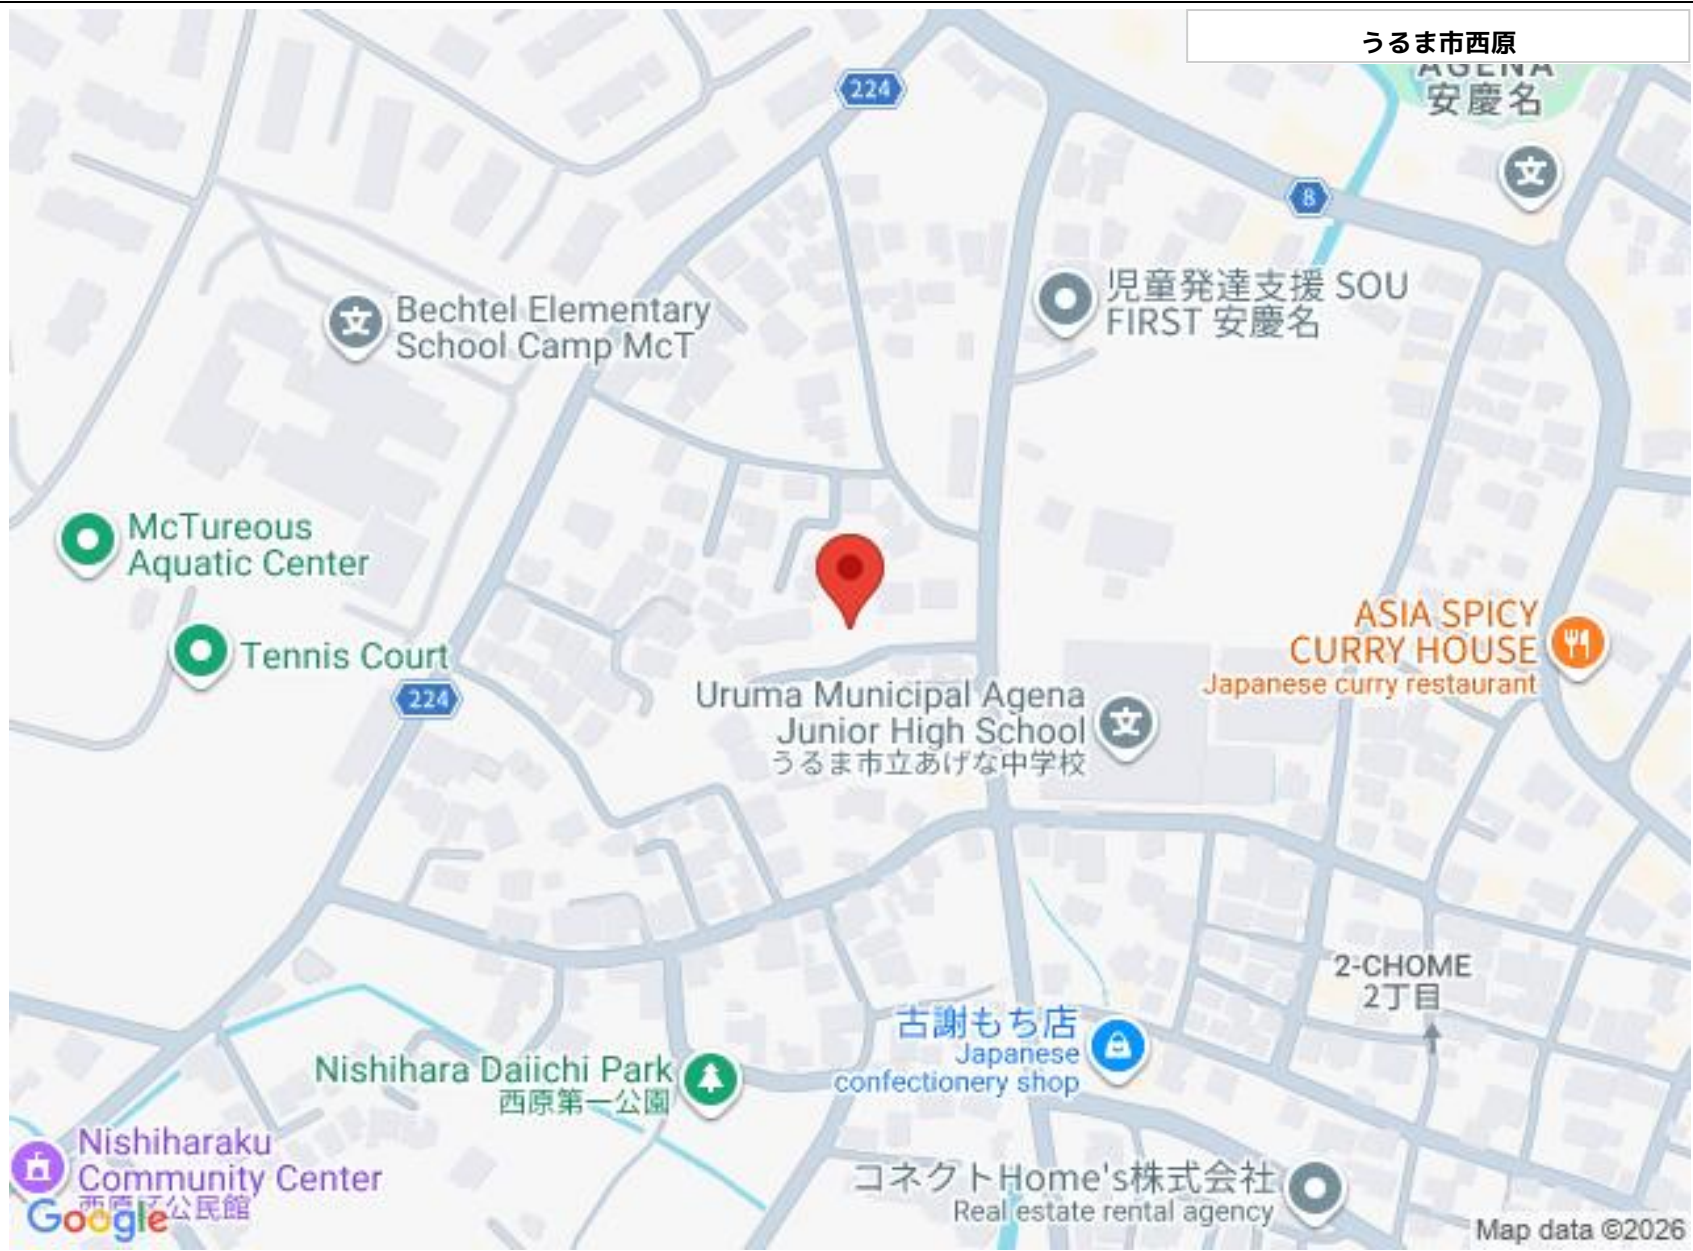 うるま市西原
AGENA
安慶名
224
8
児童発達支援 SOU
FIRST 安慶名
Bechtel Elementary
School Camp McT
McTureous
Aquatic Center
Tennis Court
224
ASIA SPICY
CURRY HOUSE
Japanese curry restaurant
Uruma Municipal Agena
Junior High School
うるま市立あげな中学校
2-CHOME
2丁目
古謝もち店
Japanese
confectionery shop
Nishihara Daiichi Park
西原第一公園
Nishiharaku
Community Center
公民館
コネクトHome's株式会社
Real estate rental agency
Google
Map data ©2026